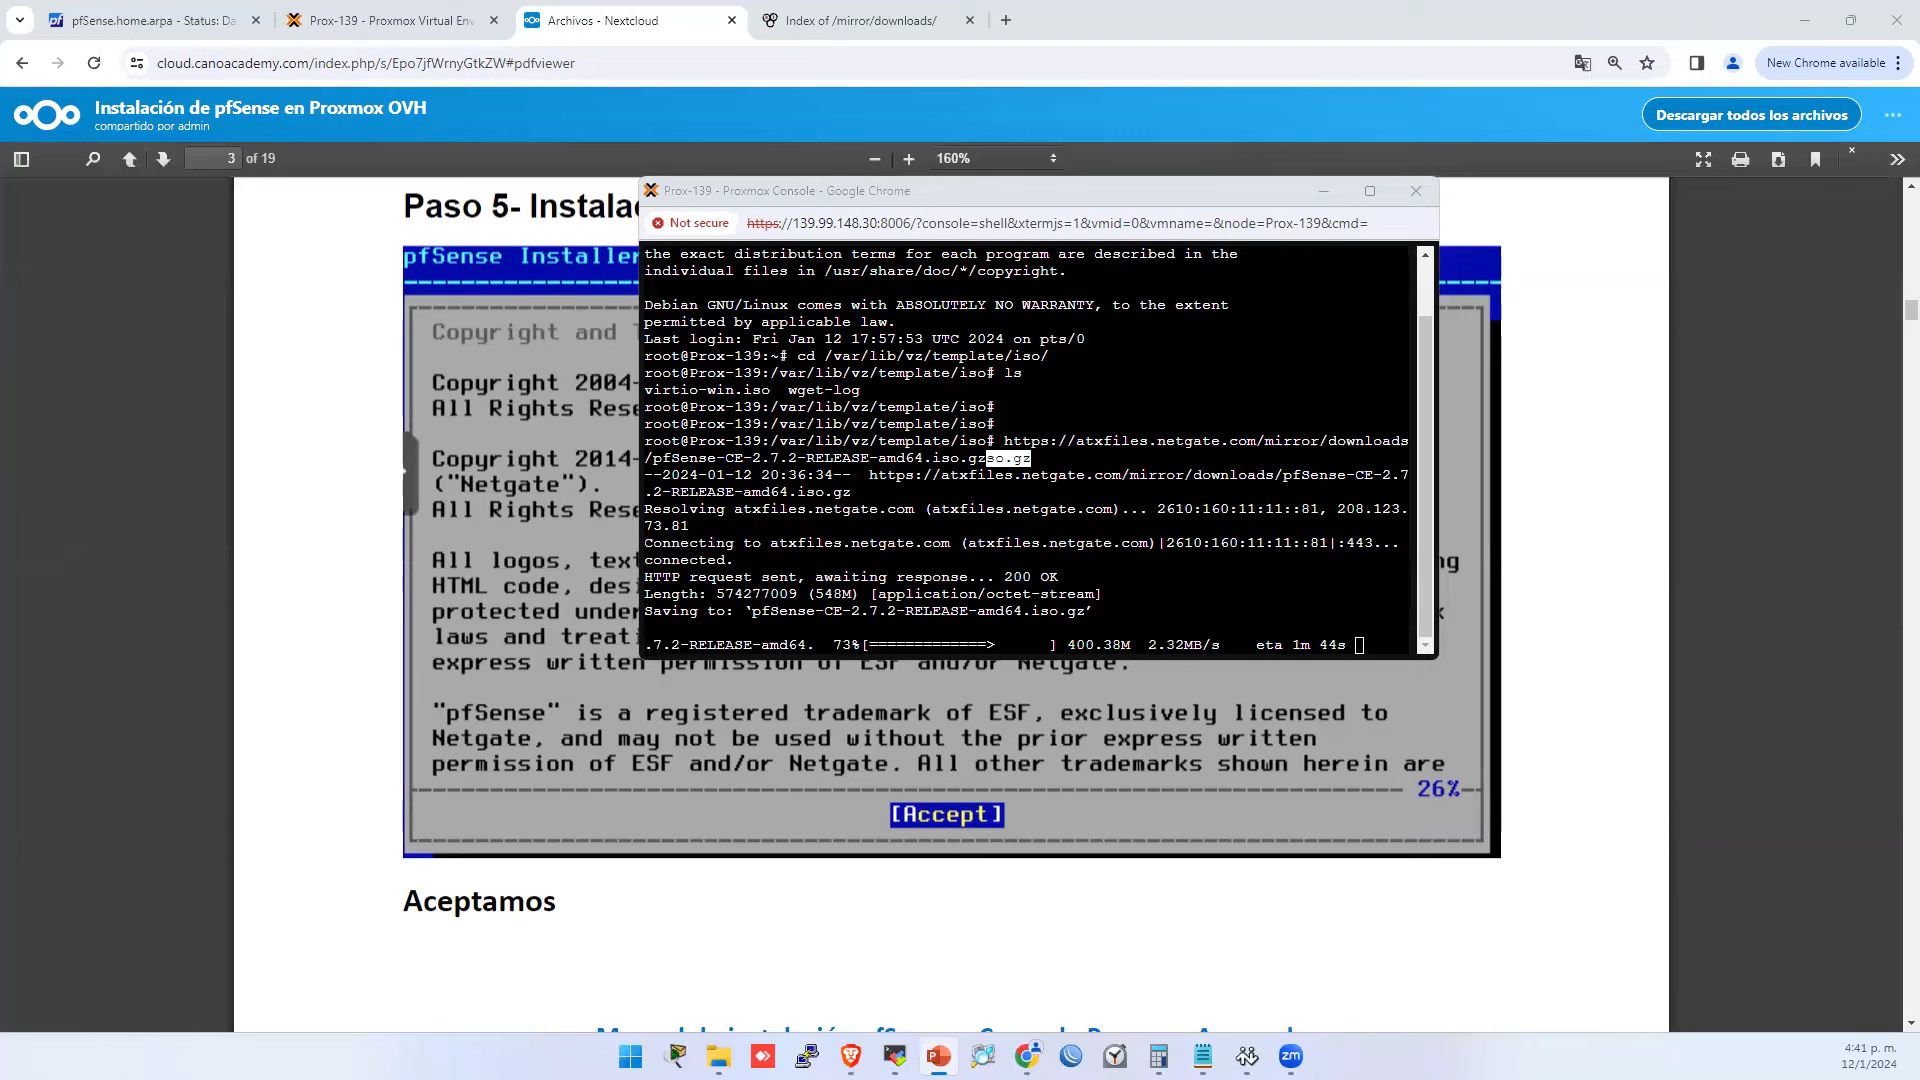 pfSense.home.arpa - Status: Da
Prox-139 - Proxmox Virtual Env
Archivos - Nextcloud
Index of /mirror/downloads/
cloud.canoacademy.com/index.php/s/Epo7jfWrnyGtkZW#pdfviewer
New Chrome available
Instalación de pfSense en Proxmox OVH
compartido por admin
Descargar todos los archivos
3 of 19
160%
Paso 5- Instala
Prox-139 - Proxmox Console - Google Chrome
Not secure
https://139.99.148.30:8006/?console=shell&xtermjs=1&vmid=0&vmname=&node=Prox-139&cmd=
the exact distribution terms for each program are described in the
individual files in /usr/share/doc/*/copyright.
Debian GNU/Linux comes with ABSOLUTELY NO WARRANTY, to the extent
permitted by applicable law.
Last login: Fri Jan 12 17:57:53 UTC 2024 on pts/0
root@Prox-139:~# cd /var/lib/vz/template/iso/
root@Prox-139:/var/lib/vz/template/iso# ls
virtio-win.iso  wget-log
root@Prox-139:/var/lib/vz/template/iso#
root@Prox-139:/var/lib/vz/template/iso#
root@Prox-139:/var/lib/vz/template/iso# https://atxfiles.netgate.com/mirror/downloads
/pfSense-CE-2.7.2-RELEASE-amd64.iso.gzso.gz
--2024-01-12 20:36:34--  https://atxfiles.netgate.com/mirror/downloads/pfSense-CE-2.7
.2-RELEASE-amd64.iso.gz
Resolving atxfiles.netgate.com (atxfiles.netgate.com)... 2610:160:11:11::81, 208.123.
73.81
Connecting to atxfiles.netgate.com (atxfiles.netgate.com)|2610:160:11:11::81|:443...
connected.
HTTP request sent, awaiting response... 200 OK
Length: 574277009 (548M) [application/octet-stream]
Saving to: ‘pfSense-CE-2.7.2-RELEASE-amd64.iso.gz’
.7.2-RELEASE-amd64.  73%[=============>      ] 400.38M  2.32MB/s    eta 1m 44s
pfSense Installer
Copyright and T
Copyright 2004-
All Rights Rese
Copyright 2014-
("Netgate").
All Rights Rese
All logos, text ng
HTML code, desi
protected under k
laws and treati
express written permission of ESF and/or Netgate.
"pfSense" is a registered trademark of ESF, exclusively licensed to
Netgate, and may not be used without the prior express written
permission of ESF and/or Netgate. All other trademarks shown herein are
26%
[Accept]
Aceptamos
4:41 p. m.
12/1/2024
zm